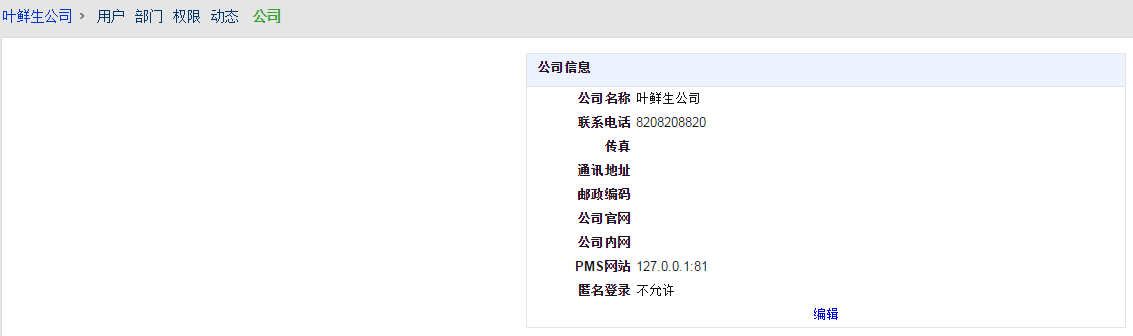 叶鲜生公司 › 用户 部门 权限 动态 公司
公司信息
公司名称 叶鲜生公司
联系电话 8208208820
传真
通讯地址
邮政编码
公司官网
公司内网
PMS网站 127.0.0.1:81
匿名登录 不允许
编辑